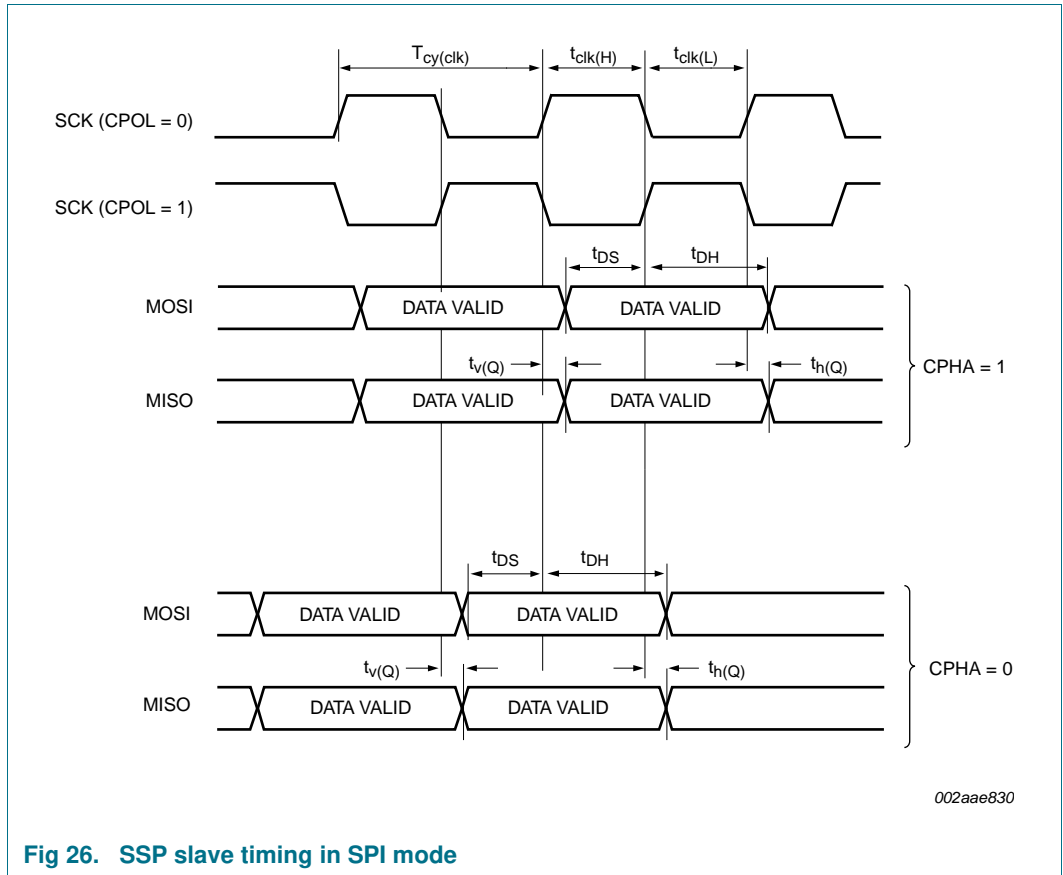 Tcy(clk) tclk(H) tclk(L)
SCK (CPOL = 0)
SCK (CPOL = 1)
tDS tDH
MOSI DATA VALID DATA VALID
tv(Q) th(Q)
CPHA = 1
MISO DATA VALID DATA VALID
tDS tDH
MOSI DATA VALID DATA VALID
tv(Q) th(Q)
CPHA = 0
MISO DATA VALID DATA VALID
002aae830
Fig 26. SSP slave timing in SPI mode